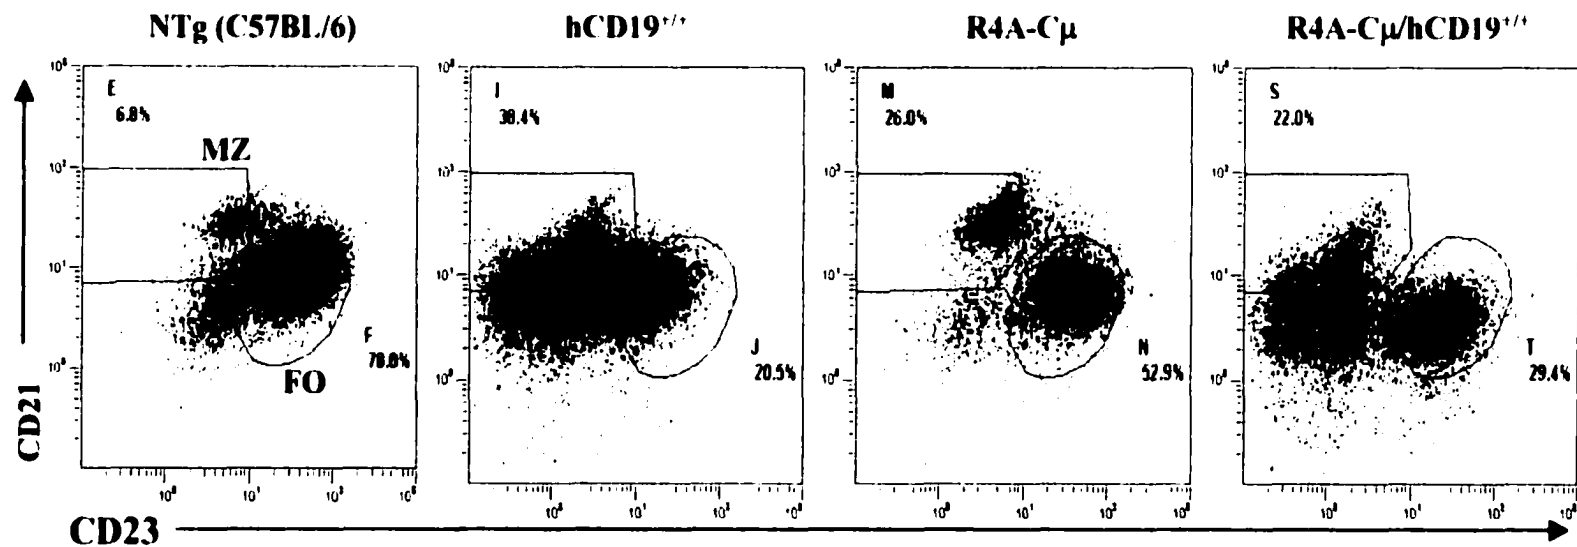 NTg (C57BL/6) hCD19+/+ R4A-Cμ R4A-Cμ/hCD19+/+
E
6.8%
MZ
F
78.8%
FO
I
38.4%
J
20.5%
M
26.0%
N
52.9%
S
22.0%
T
29.4%
CD21
CD23